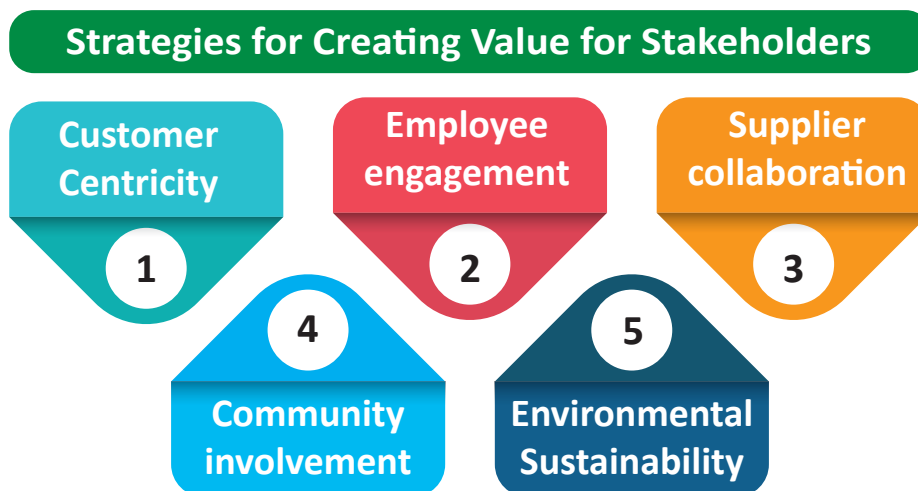 Strategies for Creating Value for Stakeholders
Customer
Centricity
1
Employee
engagement
2
Supplier
collaboration
3
4
Community
involvement
5
Environmental
Sustainability